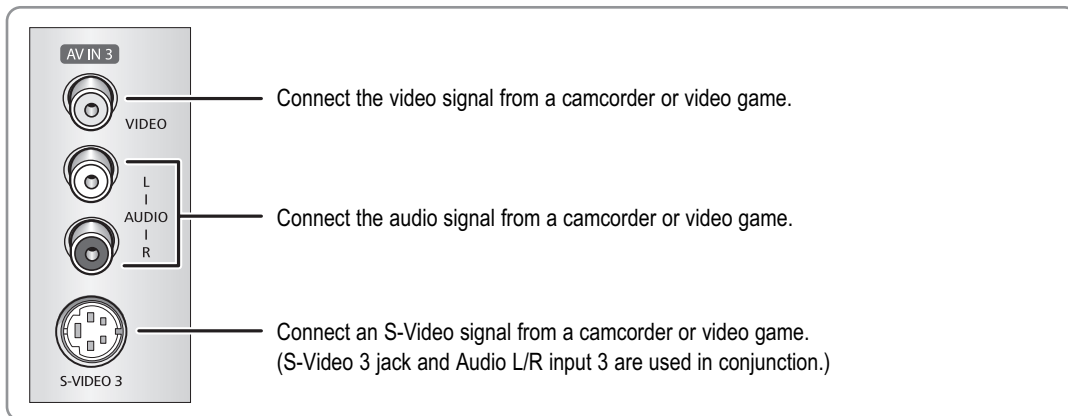 AV IN 3
VIDEO
Connect the video signal from a camcorder or video game.
L
AUDIO
R
Connect the audio signal from a camcorder or video game.
S-VIDEO 3
Connect an S-Video signal from a camcorder or video game.
(S-Video 3 jack and Audio L/R input 3 are used in conjunction.)